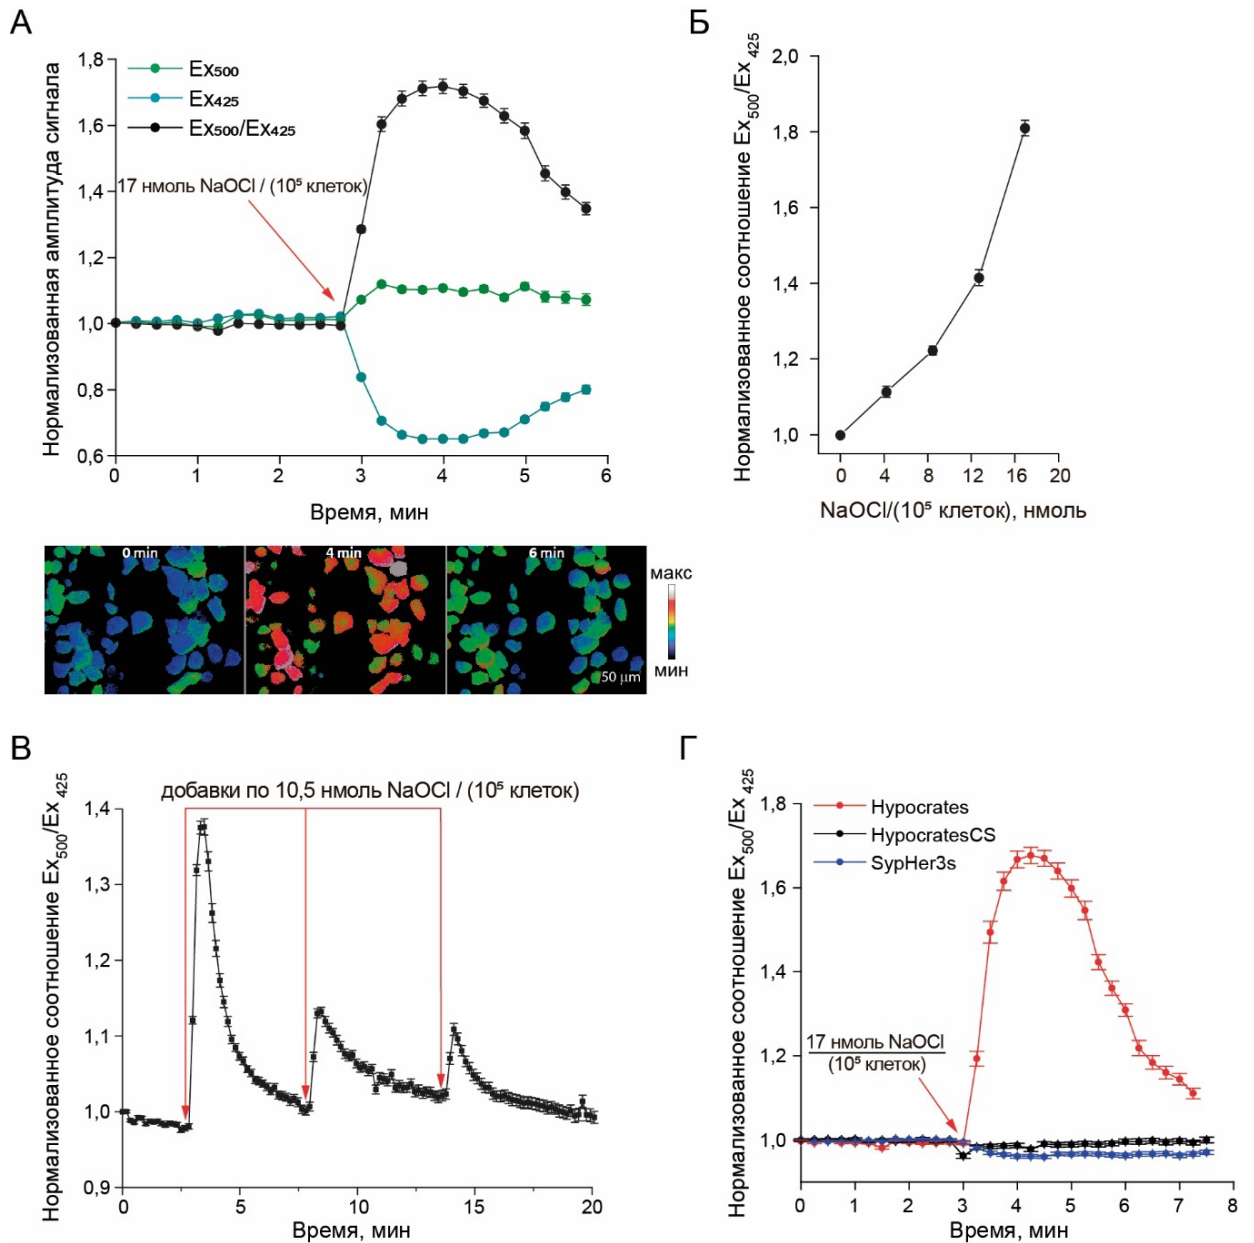 А
Нормализованная амплитуда сигнала
1,8
1,6
1,4
1,2
1,0
0,8
0,6
Ex500
Ex425
Ex500/Ex425
17 нмоль NaOCl / (10⁵ клеток)
0 1 2 3 4 5 6
Время, мин
0 min 4 min 6 min
макс
мин
50 µm
Б
Нормализованное соотношение Ex500/Ex425
2,0
1,8
1,6
1,4
1,2
1,0
0 4 8 12 16 20
NaOCl/(10⁵ клеток), нмоль
В
Нормализованное соотношение Ex500/Ex425
добавки по 10,5 нмоль NaOCl / (10⁵ клеток)
1,4
1,3
1,2
1,1
1,0
0,9
0 5 10 15 20
Время, мин
Г
Нормализованное соотношение Ex500/Ex425
1,8
1,6
1,4
1,2
1,0
Hypocrates
HypocratesCS
SypHer3s
17 нмоль NaOCl
(10⁵ клеток)
0 1 2 3 4 5 6 7 8
Время, мин